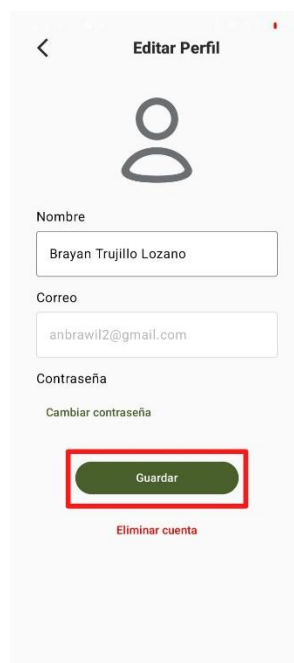 Editar Perfil
Nombre
Brayan Trujillo Lozano
Correo
anbrawil2@gmail.com
Contraseña
Cambiar contraseña
Guardar
Eliminar cuenta